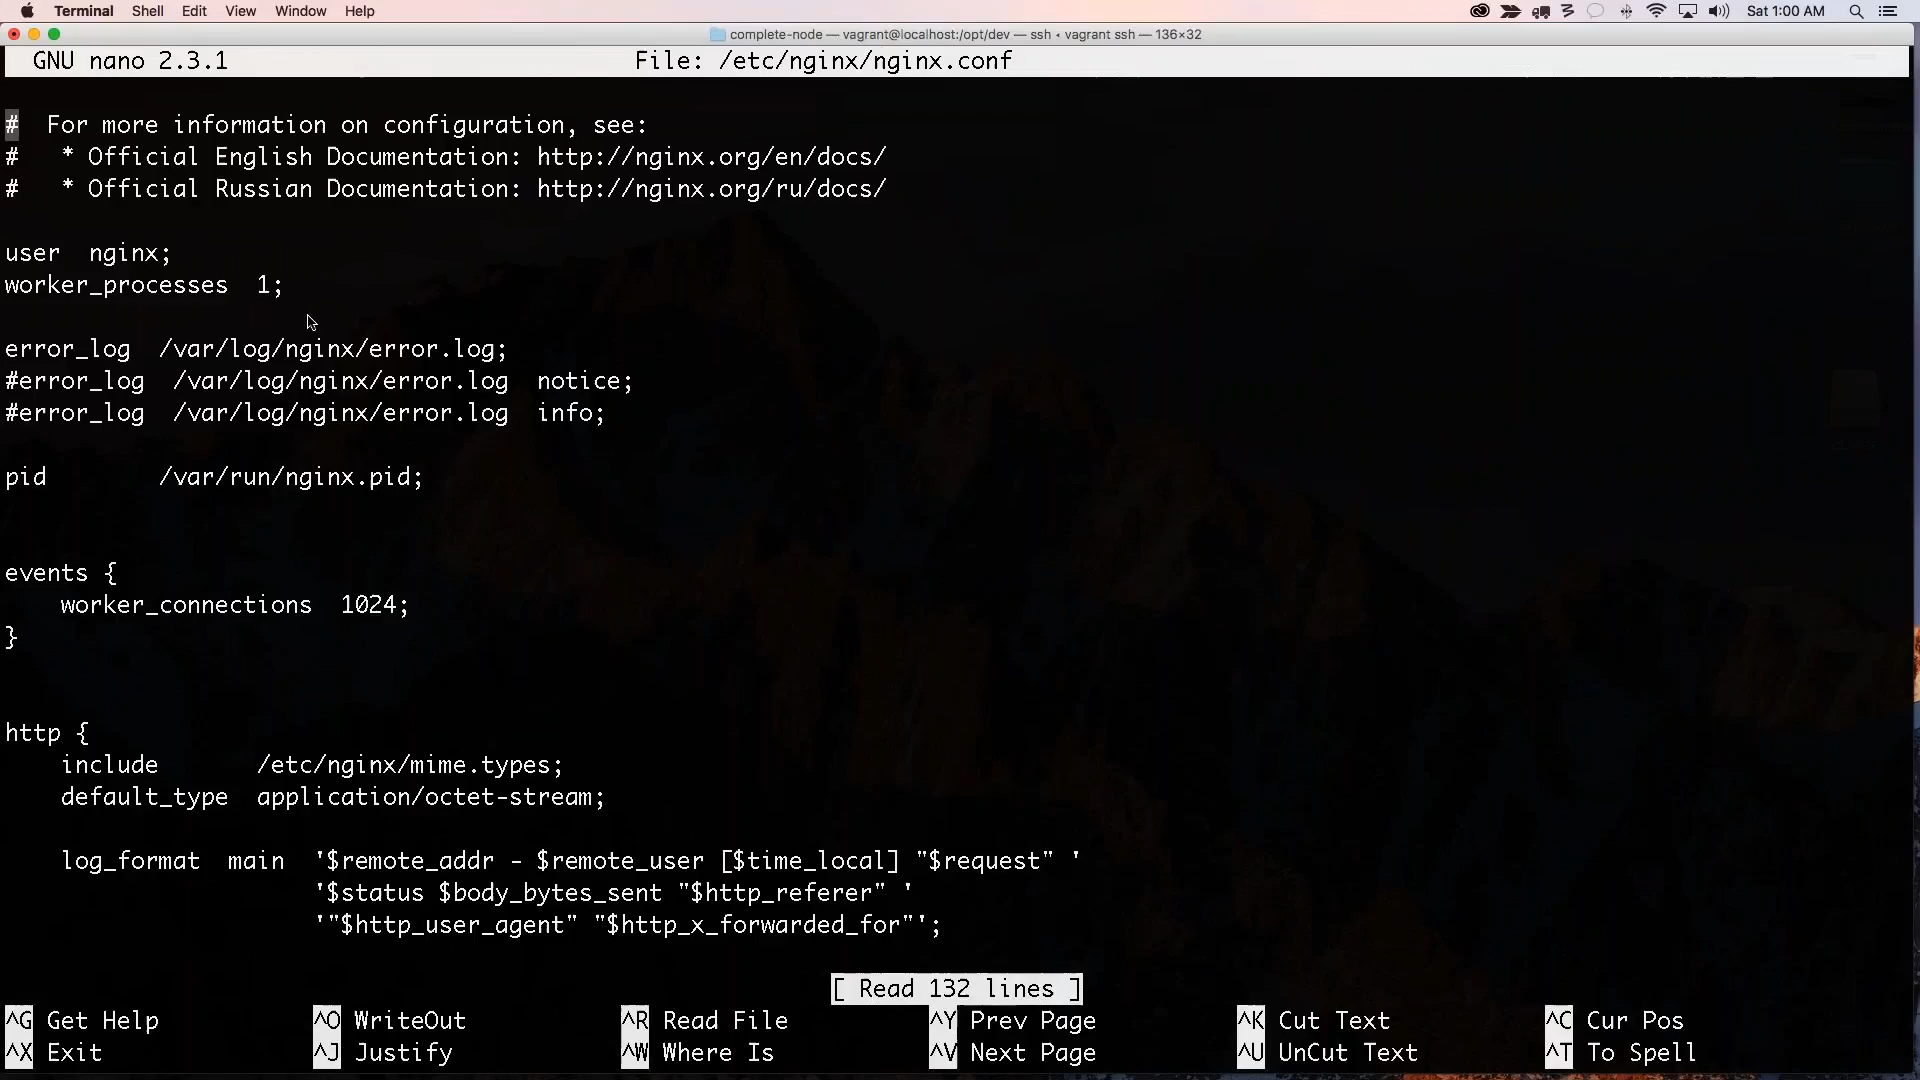 Terminal Shell Edit View Window Help Sat 1:00 AM
complete-node — vagrant@localhost:/opt/dev — ssh • vagrant ssh — 136×32
GNU nano 2.3.1 File: /etc/nginx/nginx.conf
#  For more information on configuration, see:
#   * Official English Documentation: http://nginx.org/en/docs/
#   * Official Russian Documentation: http://nginx.org/ru/docs/
user  nginx;
worker_processes  1;
error_log  /var/log/nginx/error.log;
#error_log  /var/log/nginx/error.log  notice;
#error_log  /var/log/nginx/error.log  info;
pid        /var/run/nginx.pid;
events {
    worker_connections  1024;
}
http {
    include       /etc/nginx/mime.types;
    default_type  application/octet-stream;
    log_format  main  '$remote_addr - $remote_user [$time_local] "$request" '
                      '$status $body_bytes_sent "$http_referer" '
                      '"$http_user_agent" "$http_x_forwarded_for"';
[ Read 132 lines ]
^G Get Help ^O WriteOut ^R Read File ^Y Prev Page ^K Cut Text ^C Cur Pos
^X Exit ^J Justify ^W Where Is ^V Next Page ^U UnCut Text ^T To Spell